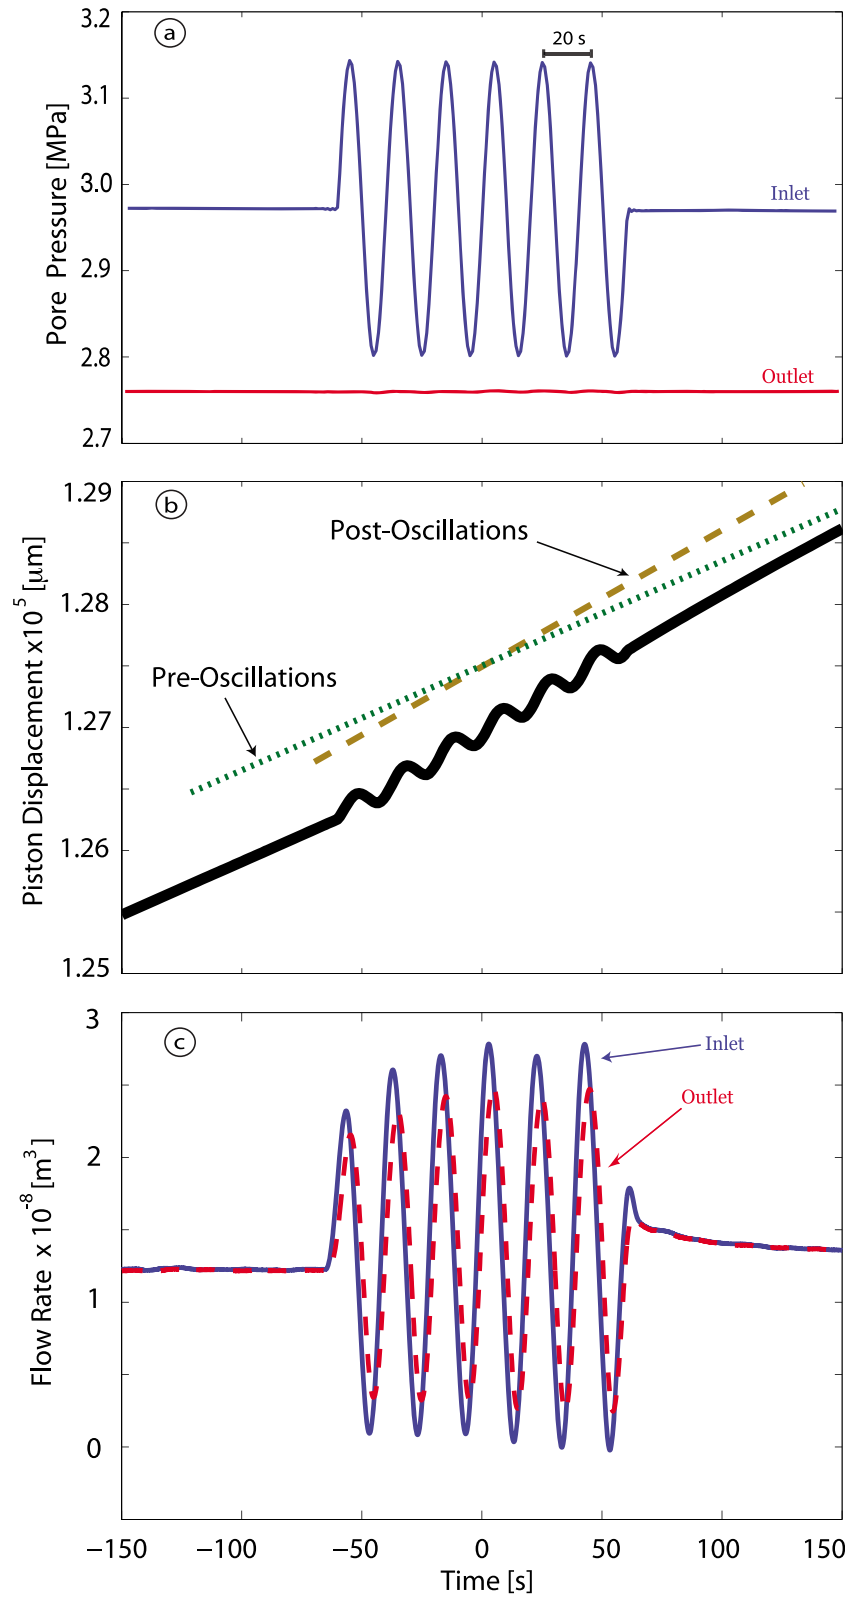 a
3.2
3.1
3.0
2.9
2.8
2.7
Pore Pressure [MPa]
20 s
Inlet
Outlet
b
1.29
1.28
1.27
1.26
1.25
Piston Displacement x10 5 [μm]
Post-Oscillations
Pre-Oscillations
c
3
2
1
0
Flow Rate x 10-8 [m3]
Inlet
Outlet
−150 −100 −50 0 50 100 150
Time [s]